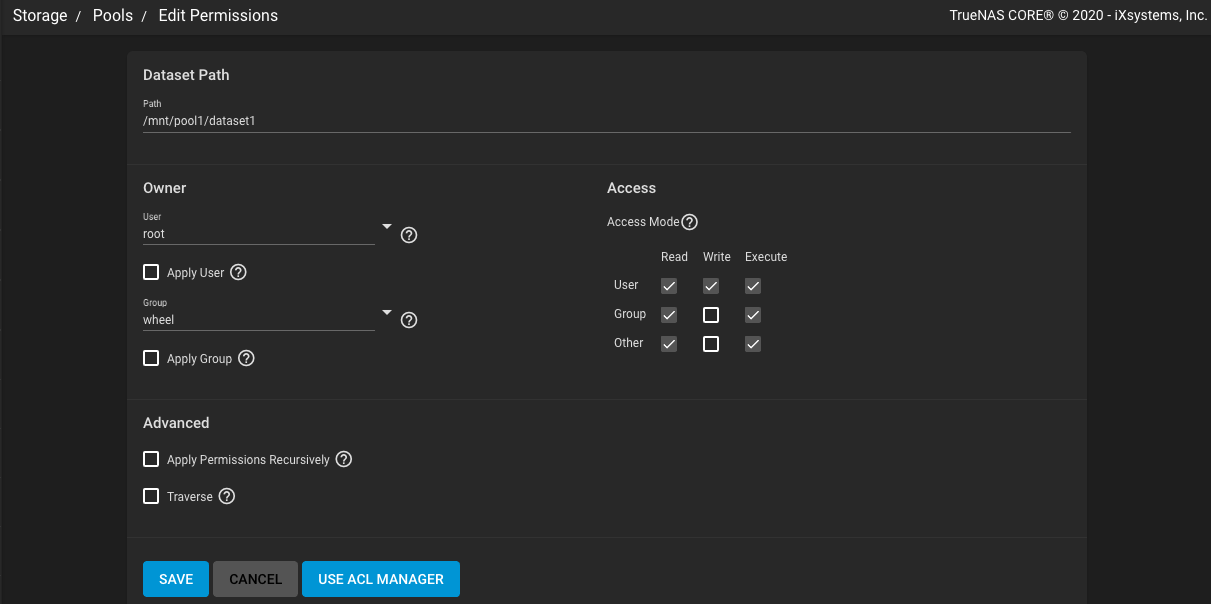 Storage / Pools / Edit Permissions
TrueNAS CORE® © 2020 - iXsystems, Inc.
Dataset Path
Path
/mnt/pool1/dataset1
Owner
User
root
Apply User
Group
wheel
Apply Group
Access
Access Mode
Read Write Execute
User
Group
Other
Advanced
Apply Permissions Recursively
Traverse
SAVE CANCEL USE ACL MANAGER